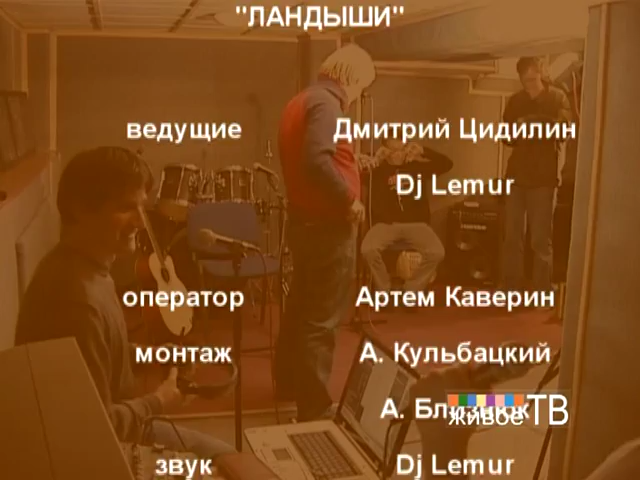 "ЛАНДЫШИ"
ведущие Дмитрий Цидилин
Dj Lemur
оператор Артем Каверин
монтаж А. Кульбацкий
А.
живое ТВ
звук Dj Lemur